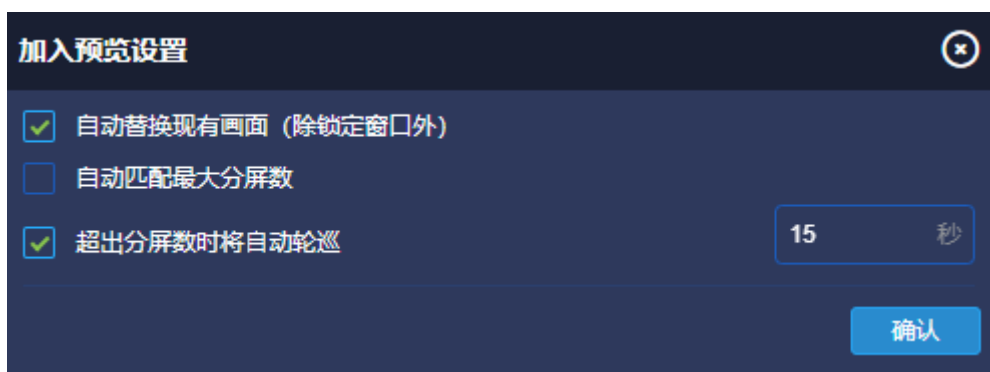 加入预览设置
自动替换现有画面（除锁定窗口外）
自动匹配最大分屏数
超出分屏数时将自动轮巡 15 秒
确认